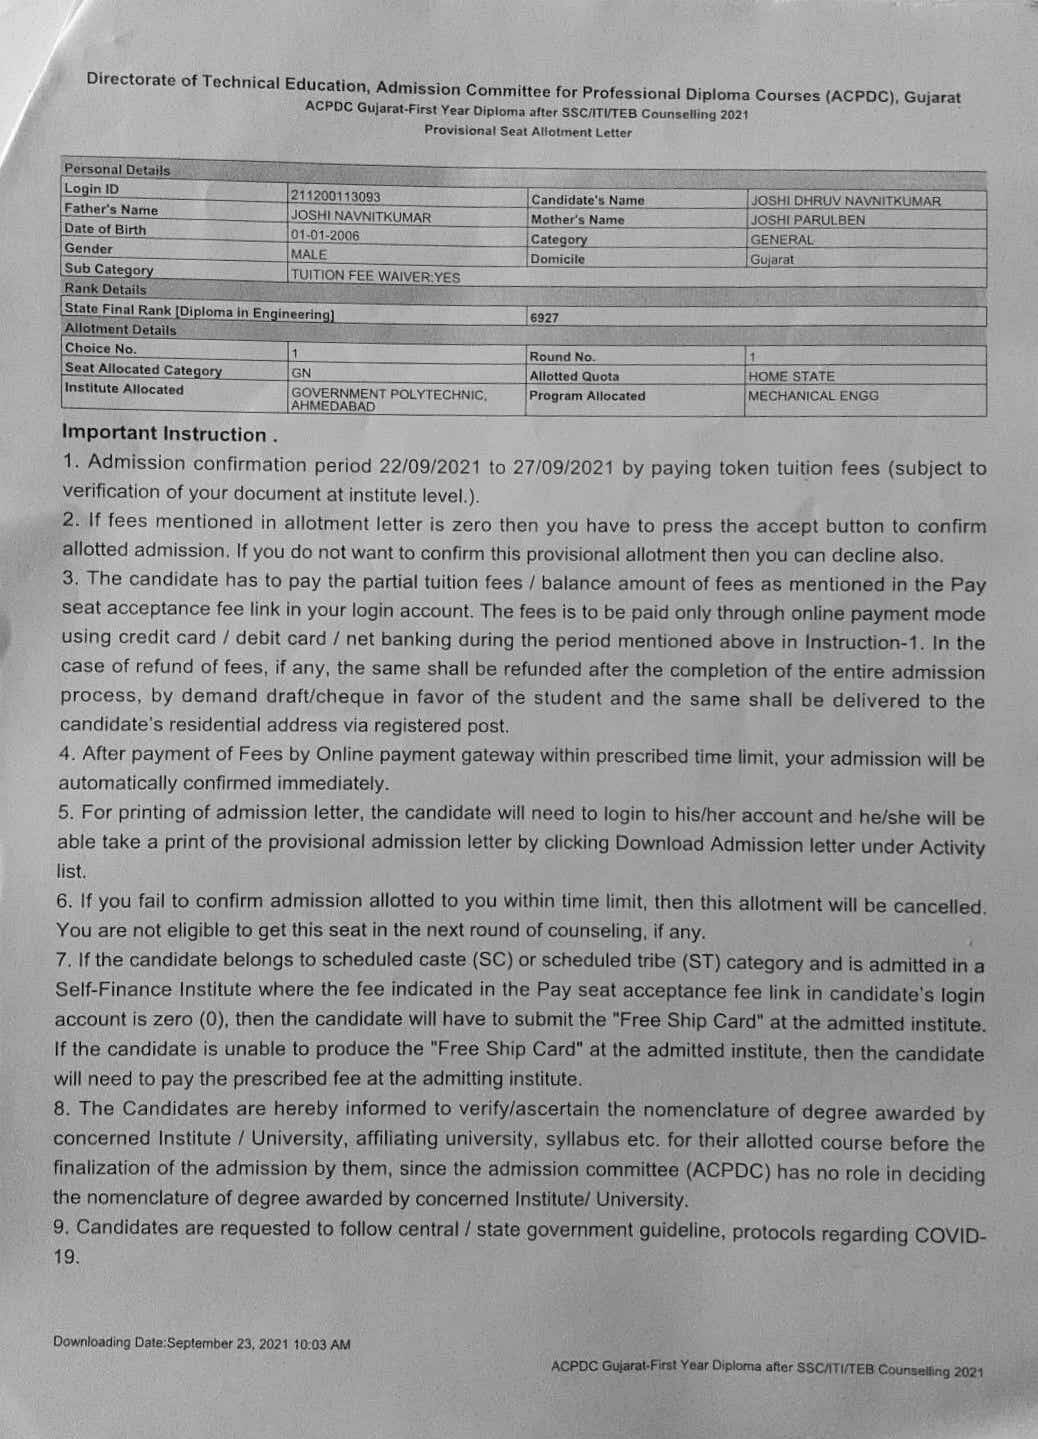 Directorate of Technical Education, Admission Committee for Professional Diploma Courses (ACPDC), Gujarat
ACPDC Gujarat-First Year Diploma after SSC/ITI/TEB Counselling 2021
Provisional Seat Allotment Letter
Personal Details
Login ID 211200113093 Candidate's Name JOSHI DHRUV NAVNITKUMAR
Father's Name JOSHI NAVNITKUMAR Mother's Name JOSHI PARULBEN
Date of Birth 01-01-2006 Category GENERAL
Gender MALE Domicile Gujarat
Sub Category TUITION FEE WAIVER:YES
Rank Details
State Final Rank [Diploma in Engineering] 6927
Allotment Details
Choice No. 1 Round No. 1
Seat Allocated Category GN Allotted Quota HOME STATE
Institute Allocated GOVERNMENT POLYTECHNIC, Program Allocated MECHANICAL ENGG
AHMEDABAD
Important Instruction .
1. Admission confirmation period 22/09/2021 to 27/09/2021 by paying token tuition fees (subject to
verification of your document at institute level.).
2. If fees mentioned in allotment letter is zero then you have to press the accept button to confirm
allotted admission. If you do not want to confirm this provisional allotment then you can decline also.
3. The candidate has to pay the partial tuition fees / balance amount of fees as mentioned in the Pay
seat acceptance fee link in your login account. The fees is to be paid only through online payment mode
using credit card / debit card / net banking during the period mentioned above in Instruction-1. In the
case of refund of fees, if any, the same shall be refunded after the completion of the entire admission
process, by demand draft/cheque in favor of the student and the same shall be delivered to the
candidate's residential address via registered post.
4. After payment of Fees by Online payment gateway within prescribed time limit, your admission will be
automatically confirmed immediately.
5. For printing of admission letter, the candidate will need to login to his/her account and he/she will be
able take a print of the provisional admission letter by clicking Download Admission letter under Activity
list.
6. If you fail to confirm admission allotted to you within time limit, then this allotment will be cancelled.
You are not eligible to get this seat in the next round of counseling, if any.
7. If the candidate belongs to scheduled caste (SC) or scheduled tribe (ST) category and is admitted in a
Self-Finance Institute where the fee indicated in the Pay seat acceptance fee link in candidate's login
account is zero (0), then the candidate will have to submit the "Free Ship Card" at the admitted institute.
If the candidate is unable to produce the "Free Ship Card" at the admitted institute, then the candidate
will need to pay the prescribed fee at the admitting institute.
8. The Candidates are hereby informed to verify/ascertain the nomenclature of degree awarded by
concerned Institute / University, affiliating university, syllabus etc. for their allotted course before the
finalization of the admission by them, since the admission committee (ACPDC) has no role in deciding
the nomenclature of degree awarded by concerned Institute/ University.
9. Candidates are requested to follow central / state government guideline, protocols regarding COVID-
19.
Downloading Date:September 23, 2021 10:03 AM
ACPDC Gujarat-First Year Diploma after SSC/ITI/TEB Counselling 2021